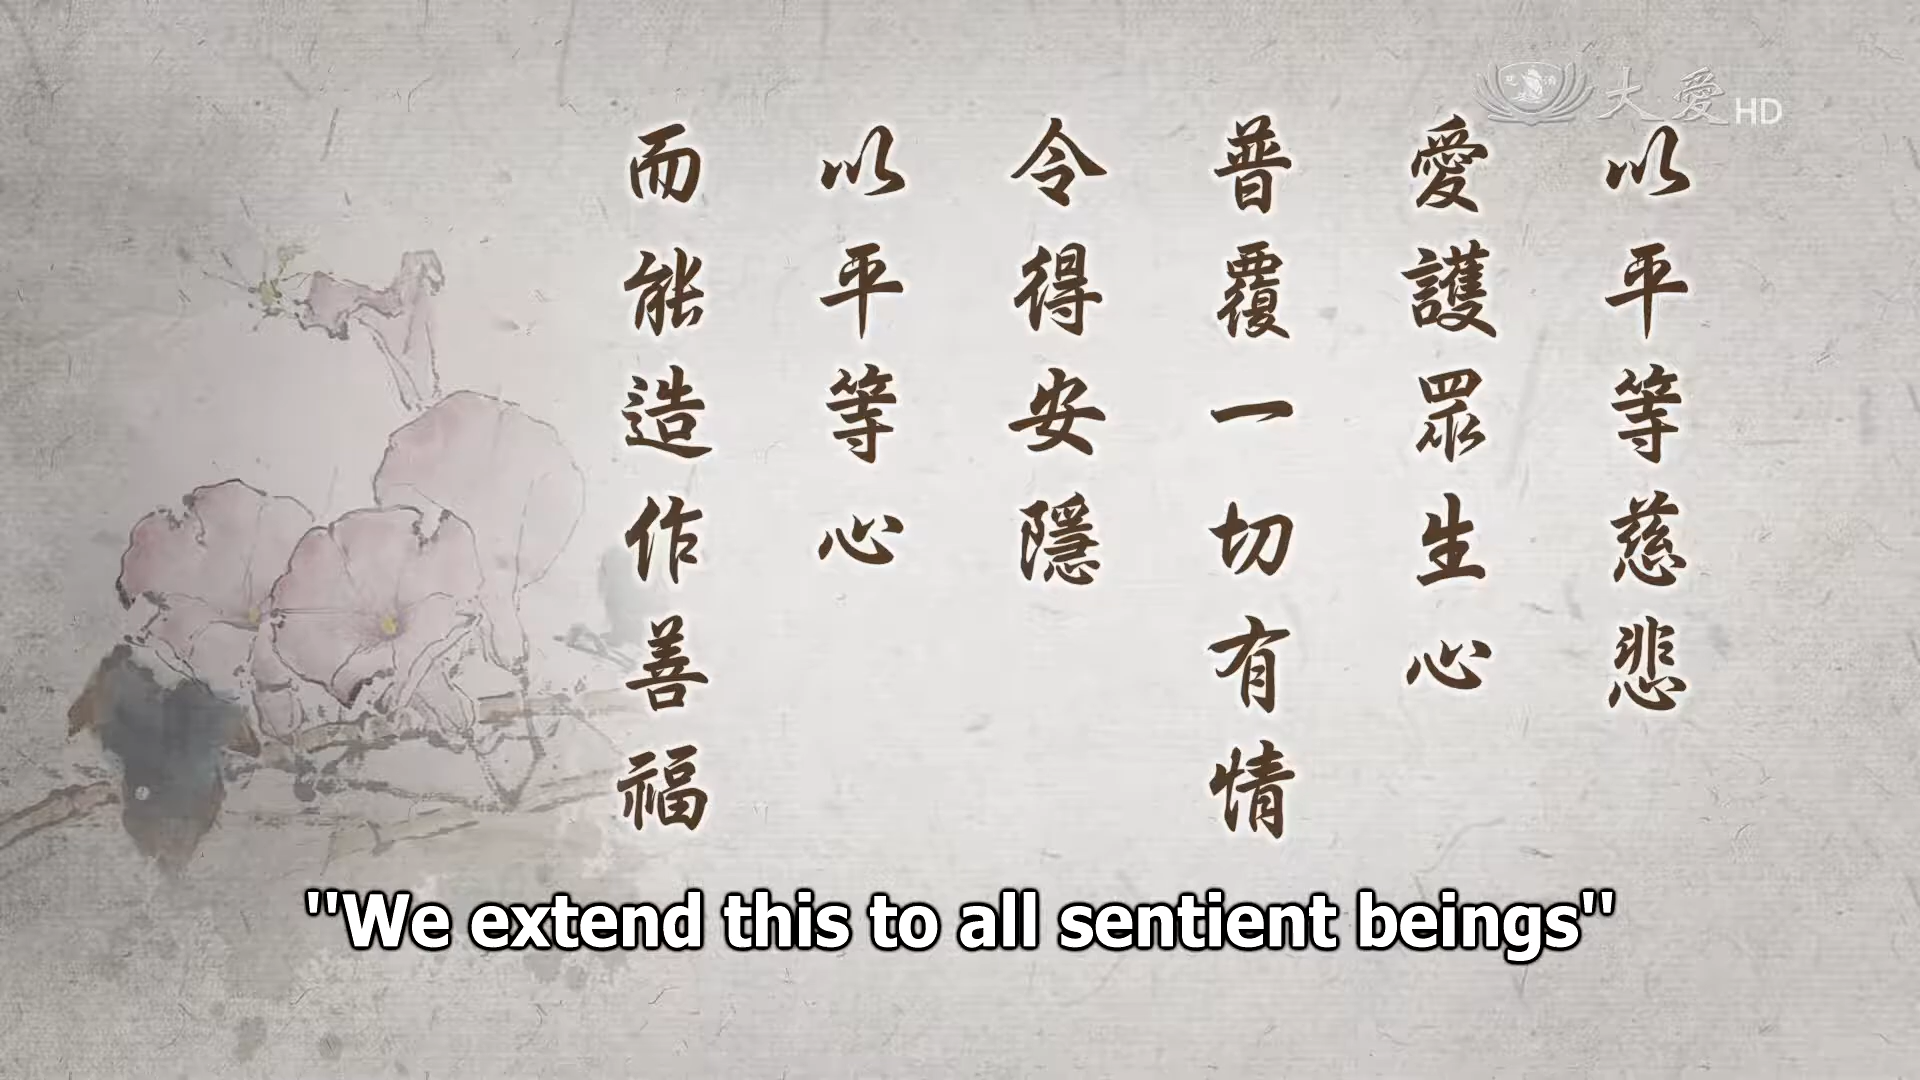 大愛HD
以平等慈悲
愛護眾生心
普覆一切有情
令得安隱
以平等心
而能造作善福
"We extend this to all sentient beings"